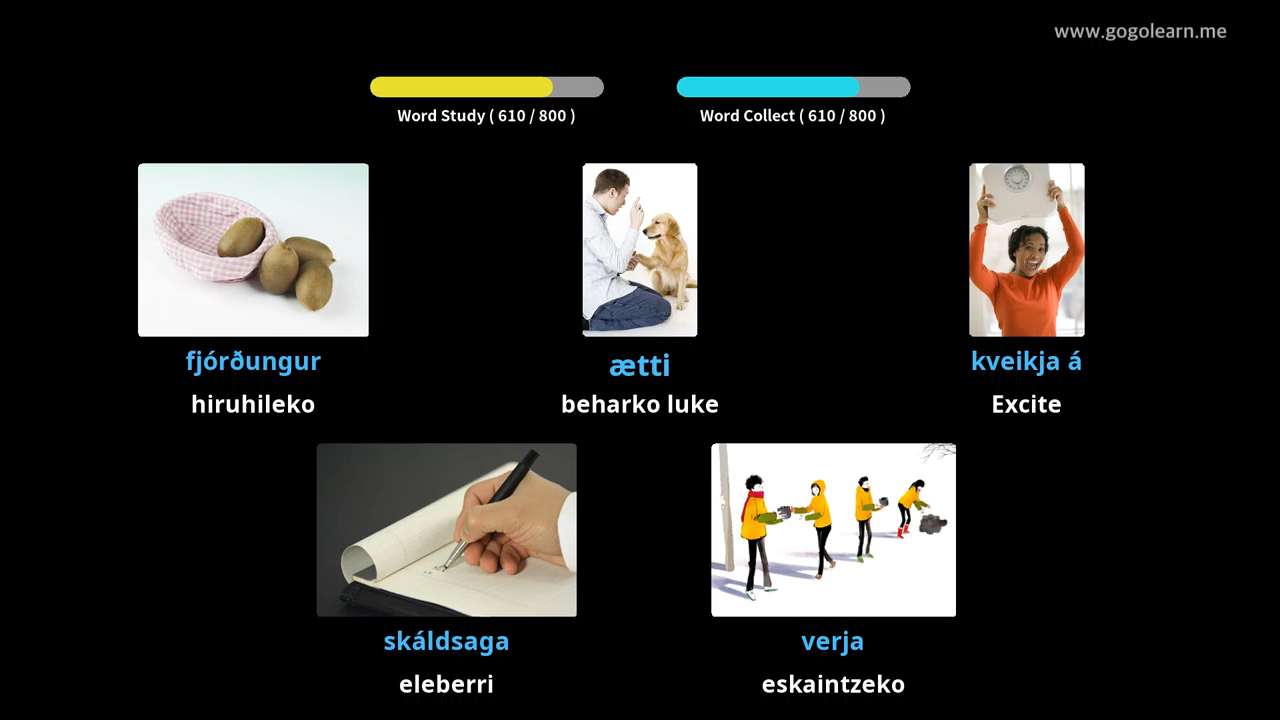 www.gogolearn.me
Word Study ( 610 / 800 )
Word Collect ( 610 / 800 )
fjórðungur
hiruhileko
ætti
beharko luke
kveikja á
Excite
skáldsaga
eleberri
verja
eskaintzeko